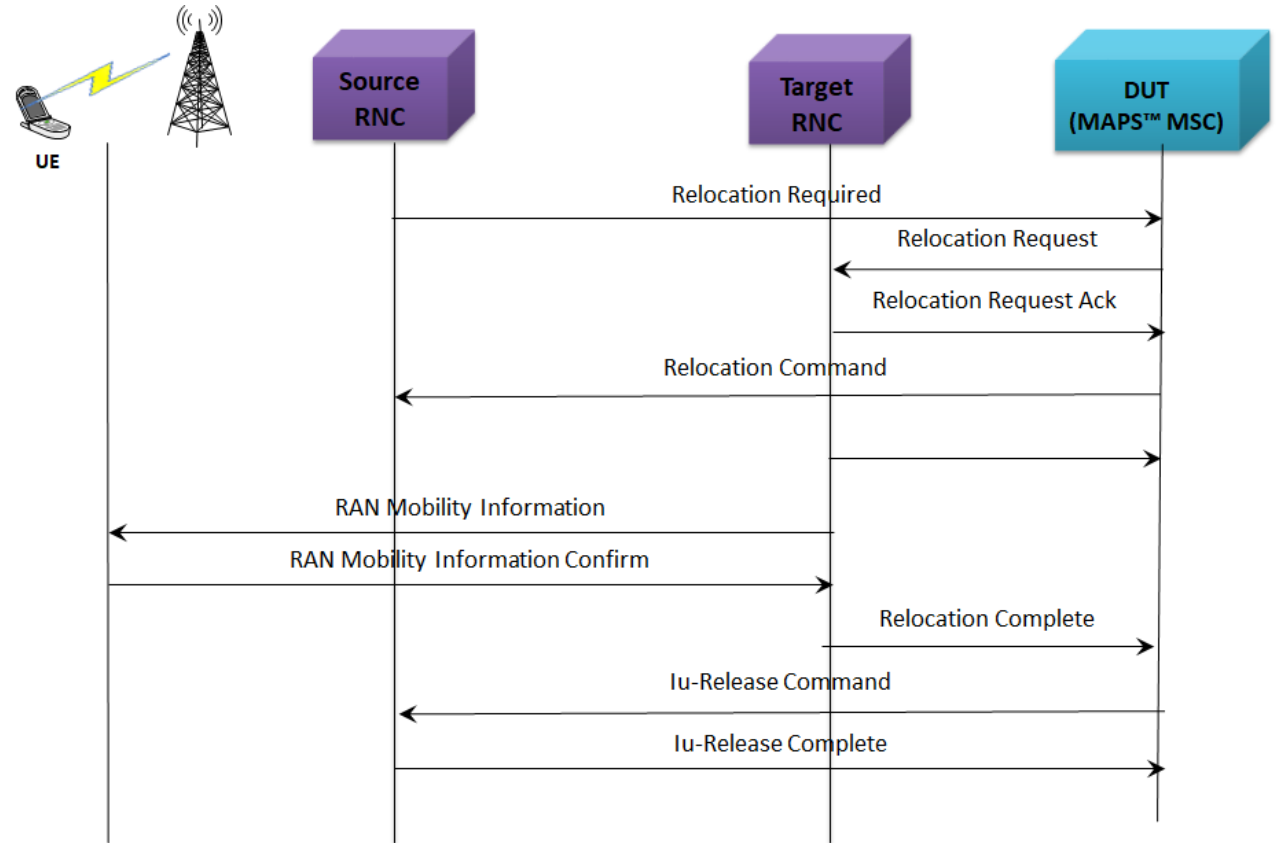 Source
RNC
Target
RNC
DUT
(MAPS™ MSC)
UE
Relocation Required
Relocation Request
Relocation Request Ack
Relocation Command
RAN Mobility Information
RAN Mobility Information Confirm
Relocation Complete
Iu-Release Command
Iu-Release Complete